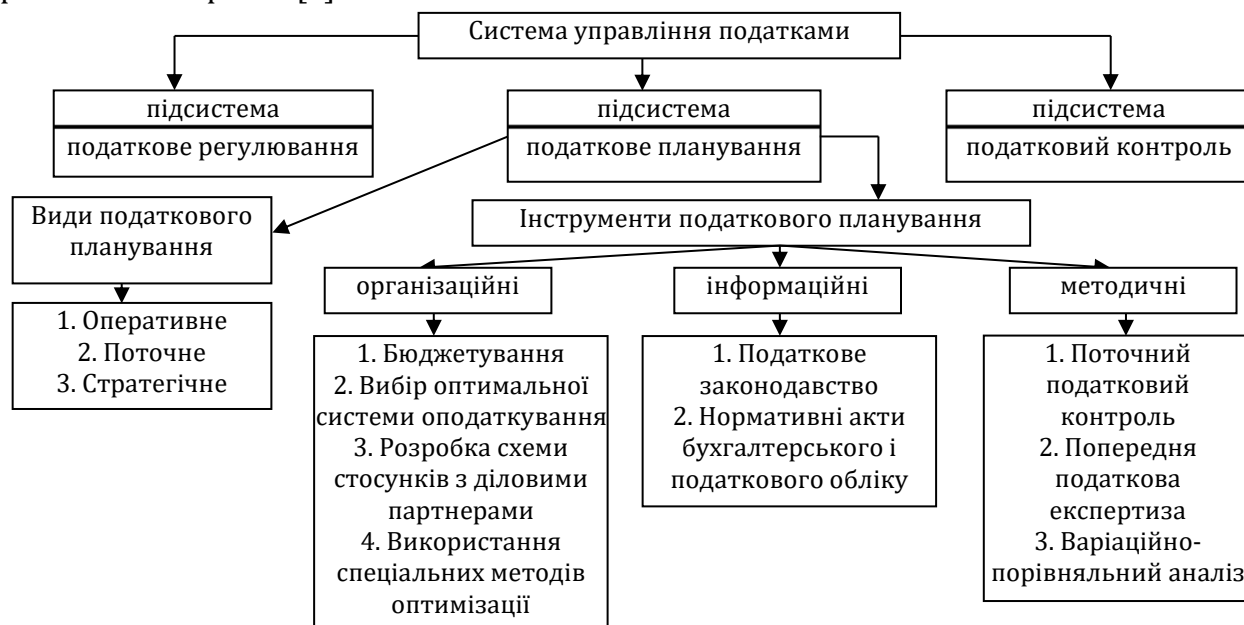 Система управління податками
підсистема
податкове регулювання
підсистема
податкове планування
підсистема
податковий контроль
Види податкового
планування
1. Оперативне
2. Поточне
3. Стратегічне
Інструменти податкового планування
організаційні
1. Бюджетування
2. Вибір оптимальної
системи оподаткування
3. Розробка схеми
стосунків з діловими
партнерами
4. Використання
спеціальних методів
оптимізації
інформаційні
1. Податкове
законодавство
2. Нормативні акти
бухгалтерського і
податкового обліку
методичні
1. Поточний
податковий
контроль
2. Попередня
податкова
експертиза
3. Варіаційно-
порівняльний аналіз